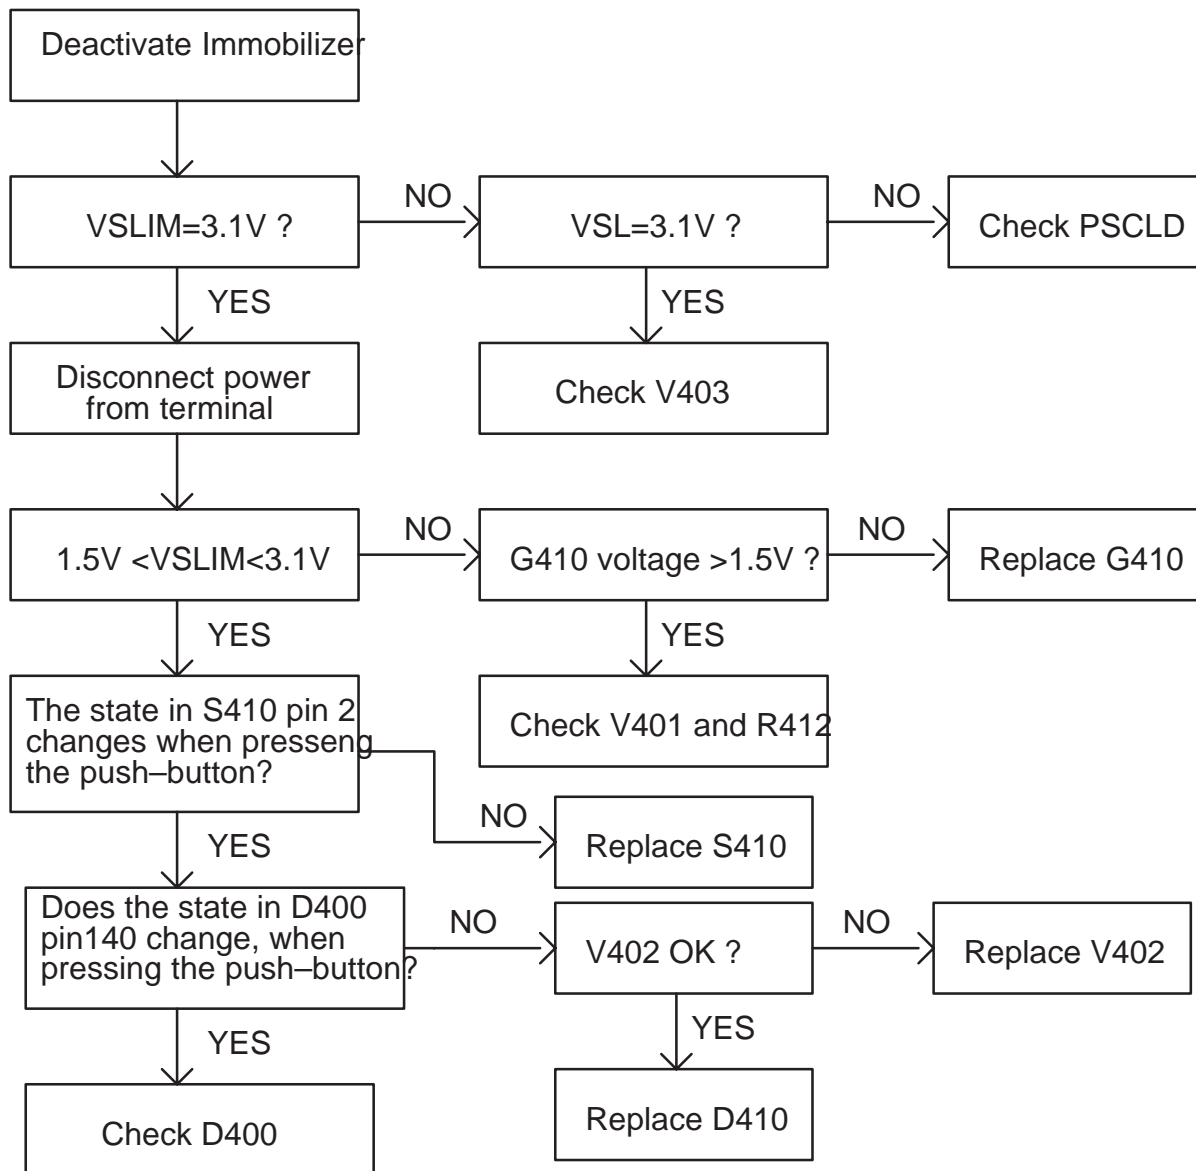 Deactivate Immobilizer
VSLIM=3.1V ?
NO
VSL=3.1V ?
NO
Check PSCLD
YES
YES
Disconnect power
from terminal
Check V403
1.5V <VSLIM<3.1V
NO
G410 voltage >1.5V ?
NO
Replace G410
YES
YES
The state in S410 pin 2
changes when presseng
the push–button?
Check V401 and R412
NO
Replace S410
YES
Does the state in D400
pin140 change, when
pressing the push–button?
NO
V402 OK ?
NO
Replace V402
YES
YES
Check D400
Replace D410